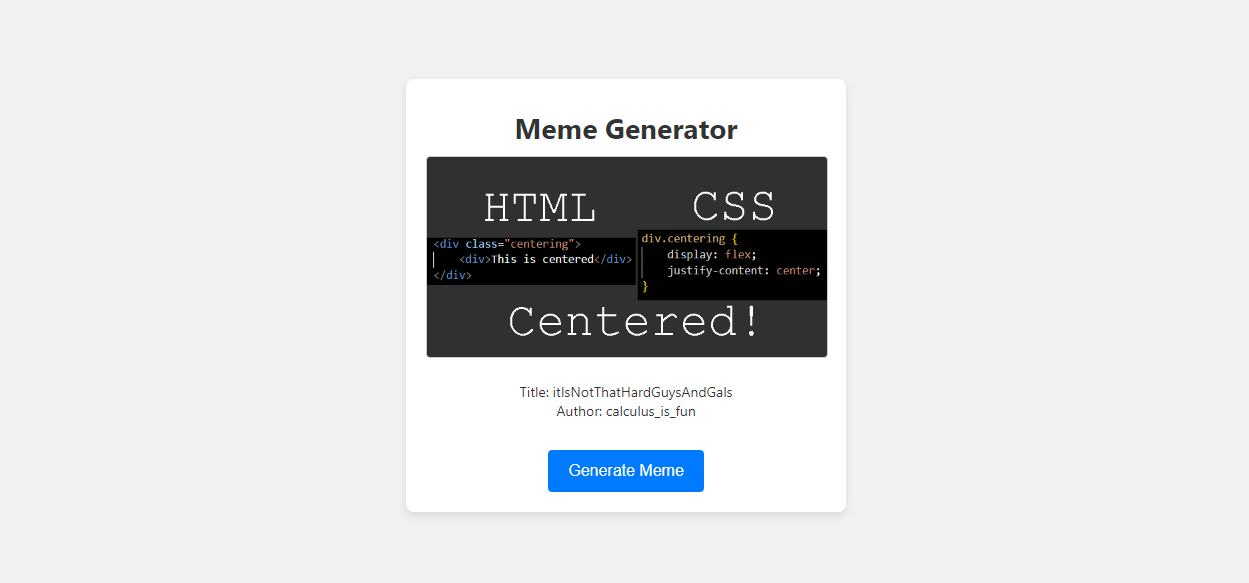 Meme Generator
HTML
CSS
<div class="centering">
<div>This is centered</div>
</div>
div.centering {
display: flex;
justify-content: center;
}
Centered!
Title: itIsNotThatHardGuysAndGals
Author: calculus_is_fun
Generate Meme